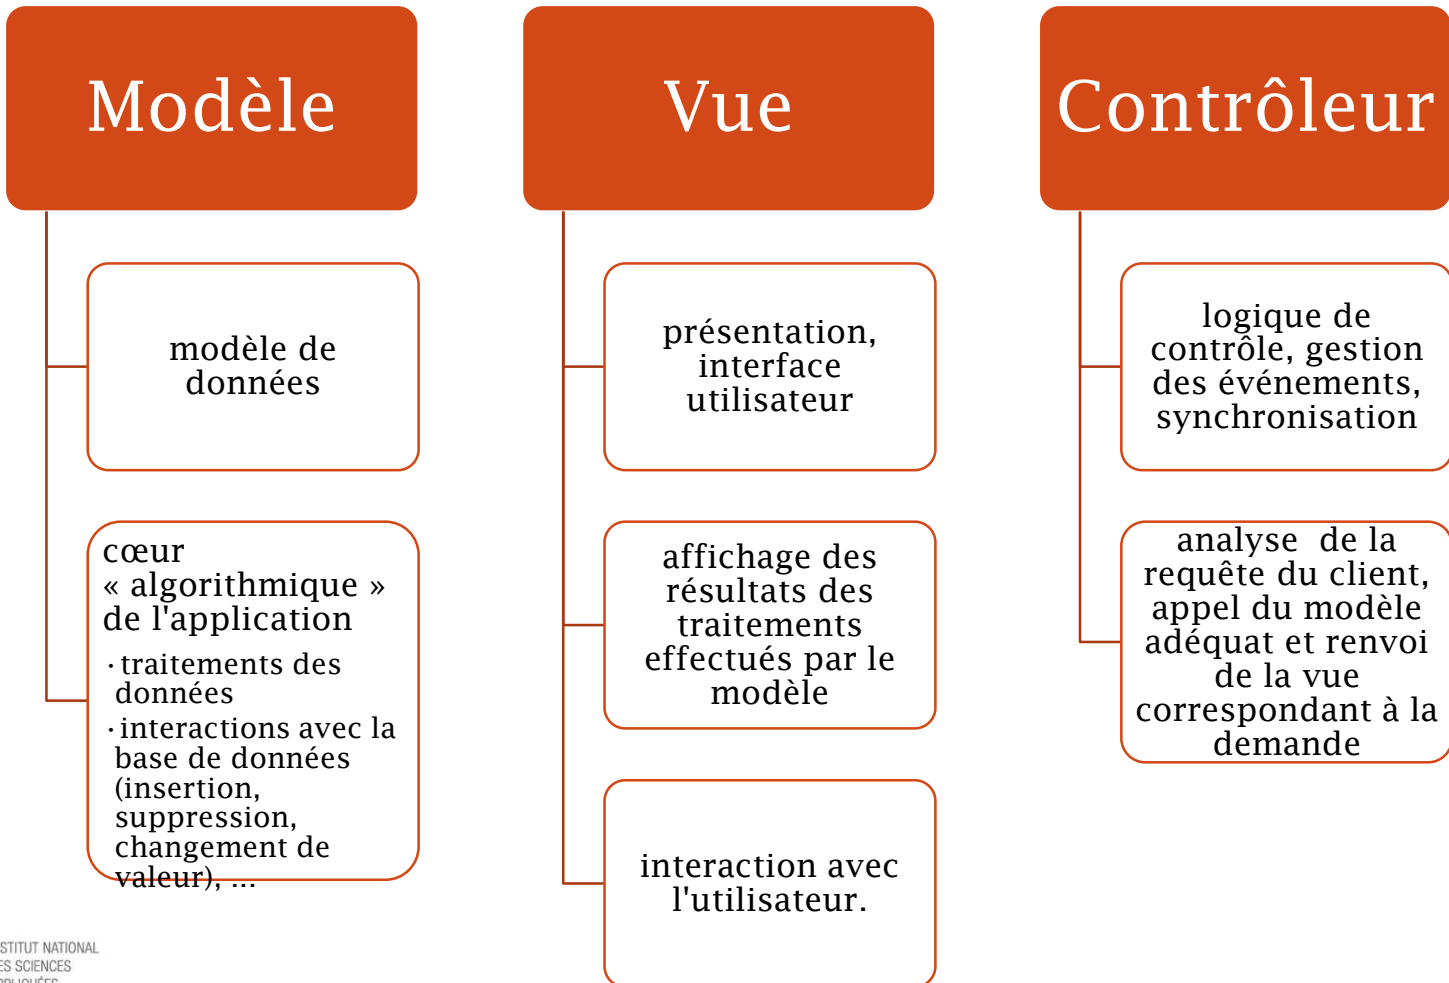 Modèle
modèle de
données
cœur
« algorithmique »
de l'application
· traitements des
données
· interactions avec la
base de données
(insertion,
suppression,
changement de
valeur), ...
Vue
présentation,
interface
utilisateur
affichage des
résultats des
traitements
effectués par le
modèle
interaction avec
l'utilisateur.
Contrôleur
logique de
contrôle, gestion
des événements,
synchronisation
analyse  de la
requête du client,
appel du modèle
adéquat et renvoi
de la vue
correspondant à la
demande
STITUT NATIONAL
ES SCIENCES